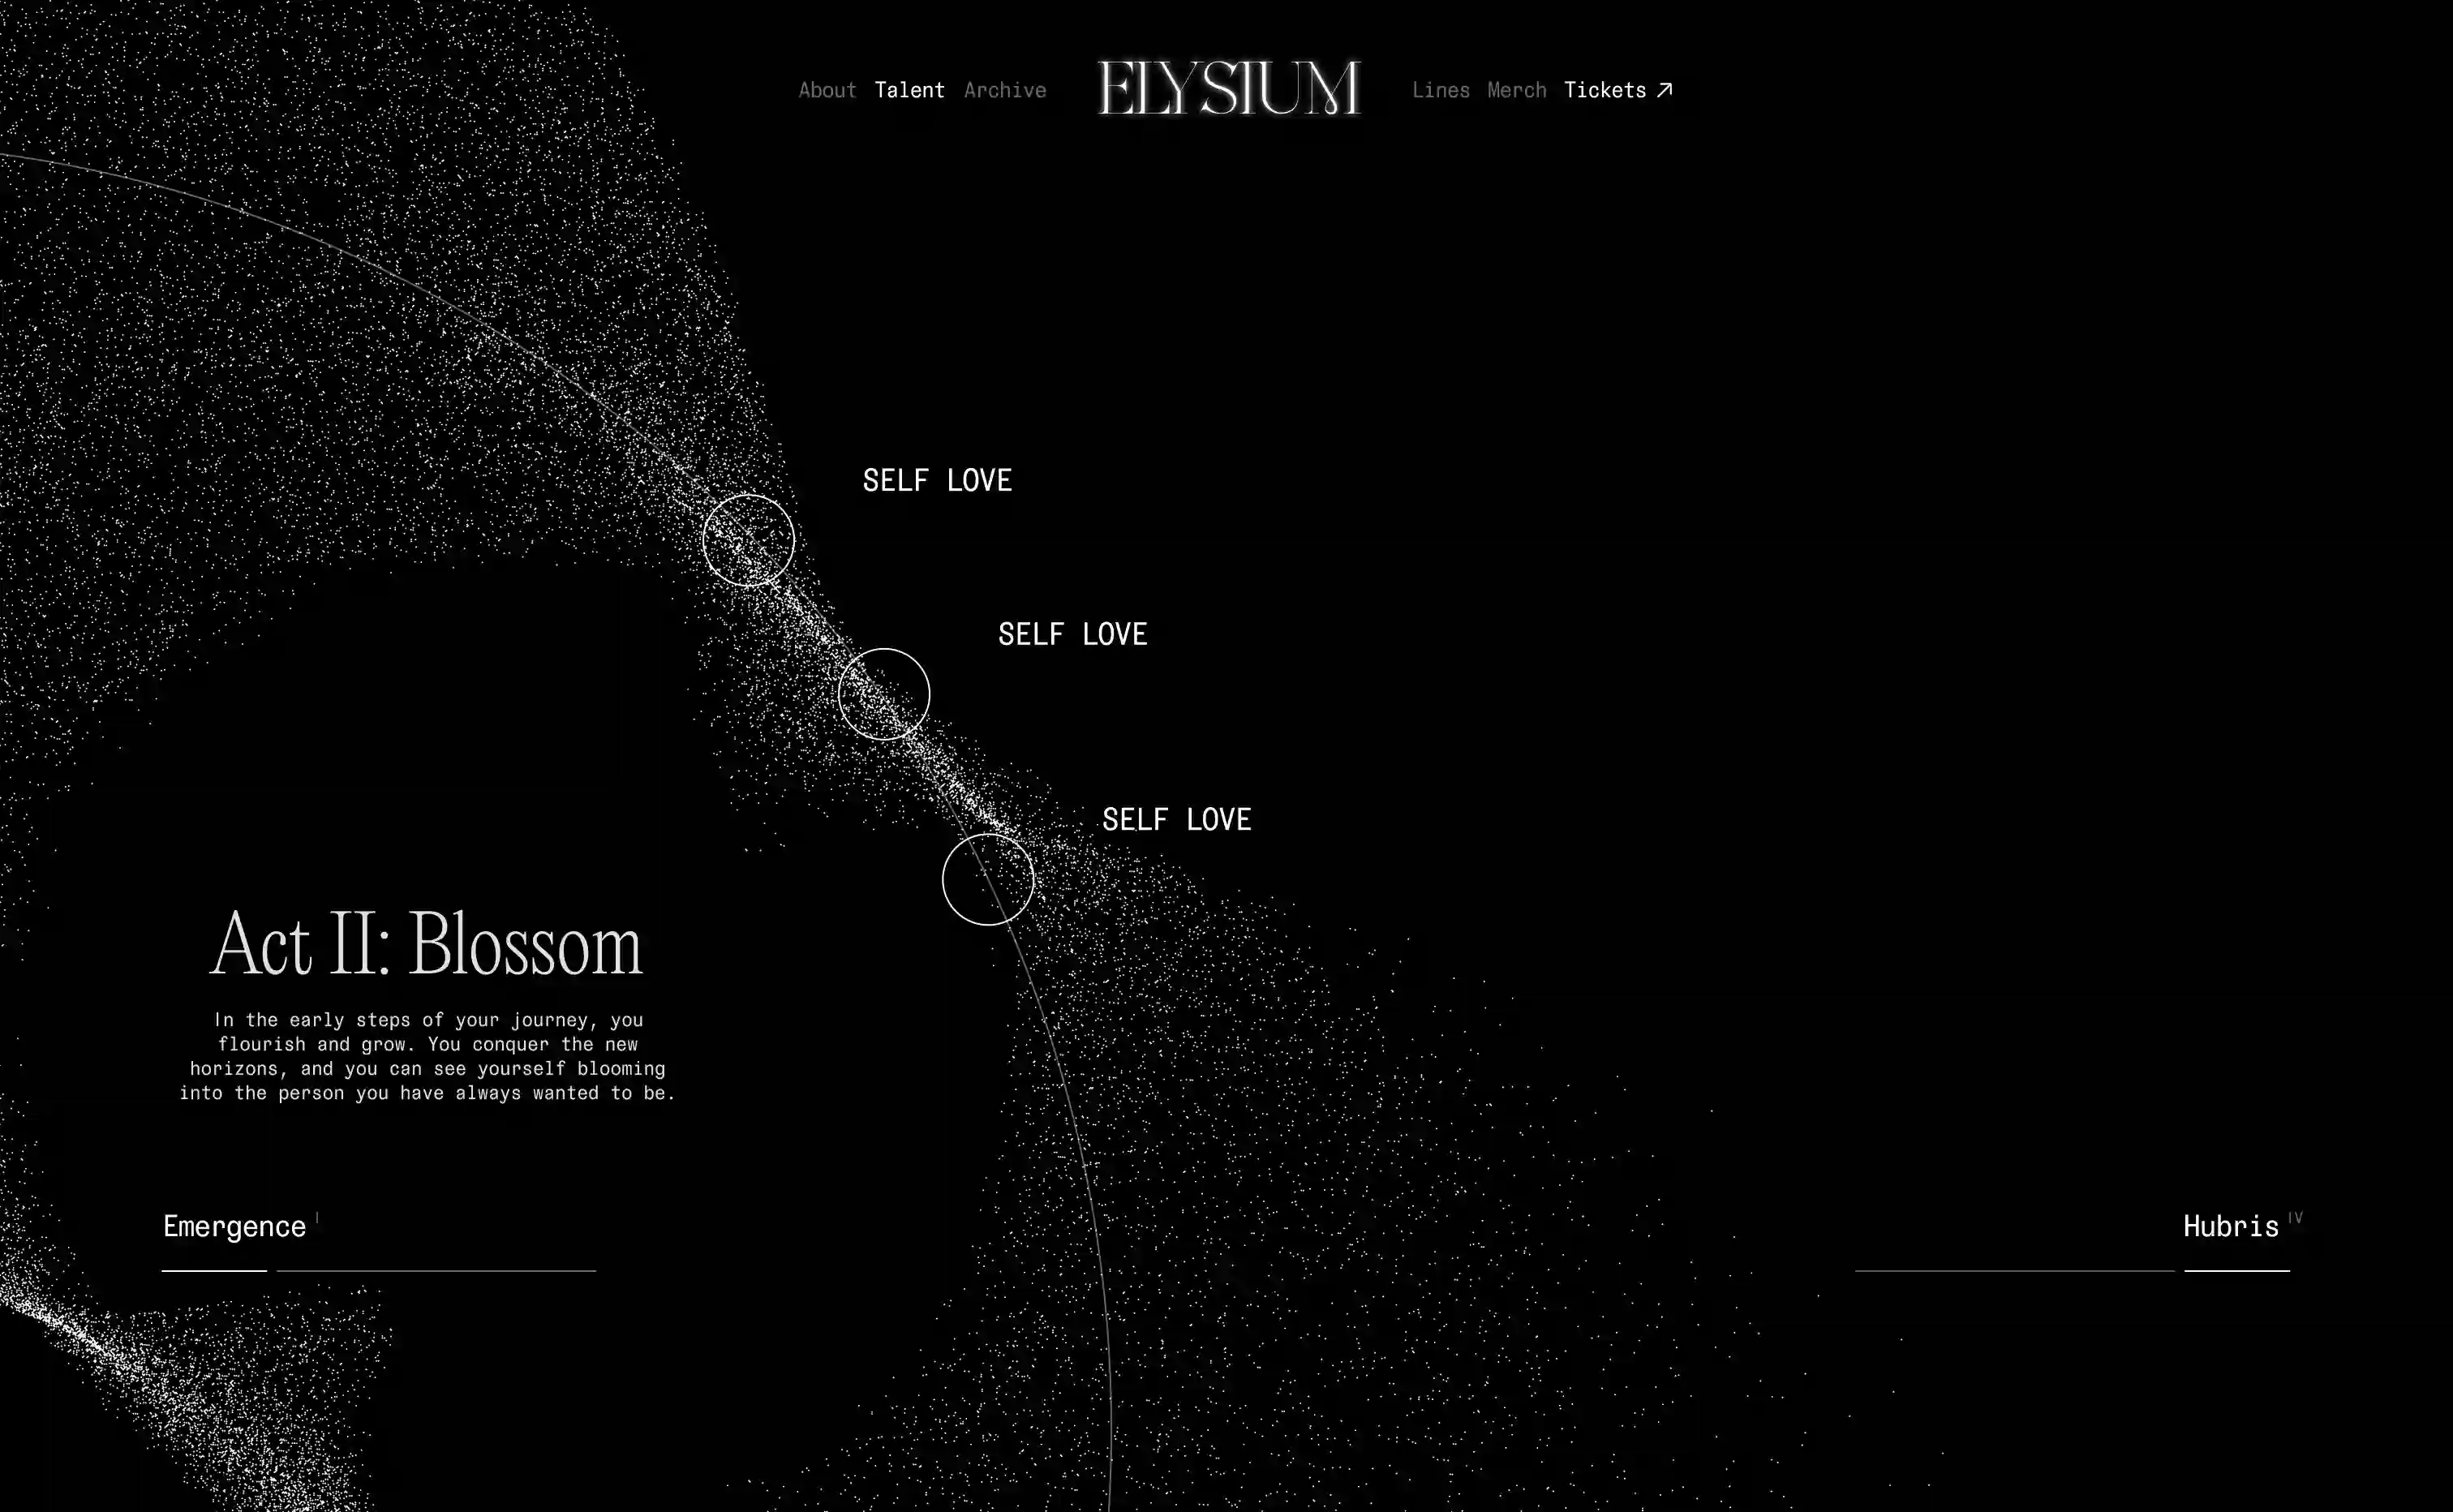 About Talent Archive ELYSIUM Lines Merch Tickets ↗
SELF LOVE
SELF LOVE
SELF LOVE
Act II: Blossom
In the early steps of your journey, you
flourish and grow. You conquer the new
horizons, and you can see yourself blooming
into the person you have always wanted to be.
Emergence I
Hubris IV